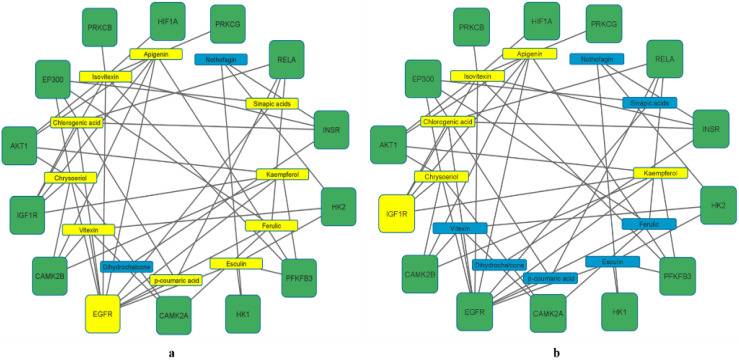 HIF1A
PRKCB
PRKCG
Apigenin
Nothofagin
RELA
Isovitexin
EP300
Sinapic acids
Chlorogenic acid
INSR
AKT1
Chrysoeriol
Kaempferol
HK2
IGF1R
Vitexin
Ferulic
Dihydrochalcone
Esculin
CAMK2B
p-coumaric acid
PFKFB3
EGFR
CAMK2A
HK1
a
HIF1A
PRKCB
PRKCG
Apigenin
Nothofagin
RELA
Isovitexin
EP300
Sinapic acids
Chlorogenic acid
INSR
AKT1
Kaempferol
Chrysoeriol
HK2
IGF1R
Vitexin
Ferulic
Dihydrochalcone
Esculin
CAMK2B
p-coumaric acid
PFKFB3
EGFR
CAMK2A
HK1
b